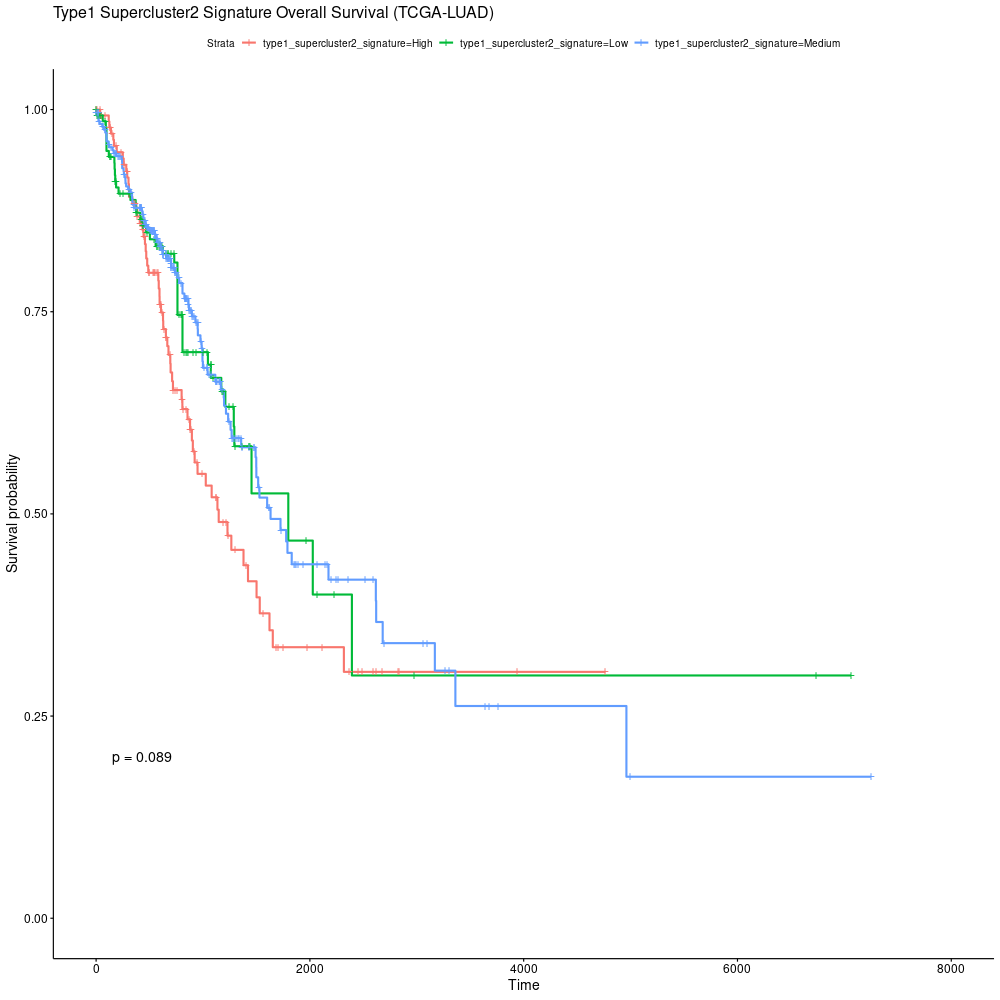 Type1 Supercluster2 Signature Overall Survival (TCGA-LUAD)
Strata type1_supercluster2_signature=High type1_supercluster2_signature=Low type1_supercluster2_signature=Medium
1.00
0.75
0.50
0.25
0.00
Survival probability
p = 0.089
0 2000 4000 6000 8000
Time